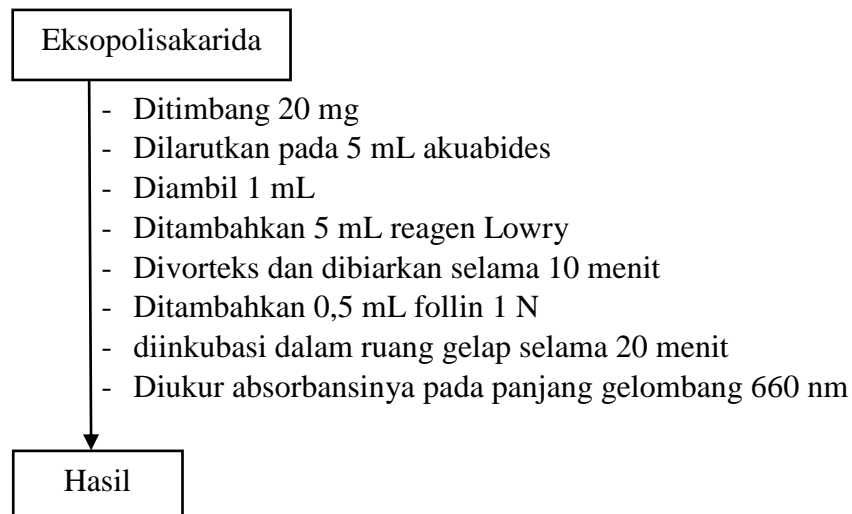 Eksopolisakarida
- Ditimbang 20 mg
- Dilarutkan pada 5 mL akuabides
- Diambil 1 mL
- Ditambahkan 5 mL reagen Lowry
- Divorteks dan dibiarkan selama 10 menit
- Ditambahkan 0,5 mL follin 1 N
- diinkubasi dalam ruang gelap selama 20 menit
- Diukur absorbansinya pada panjang gelombang 660 nm
Hasil